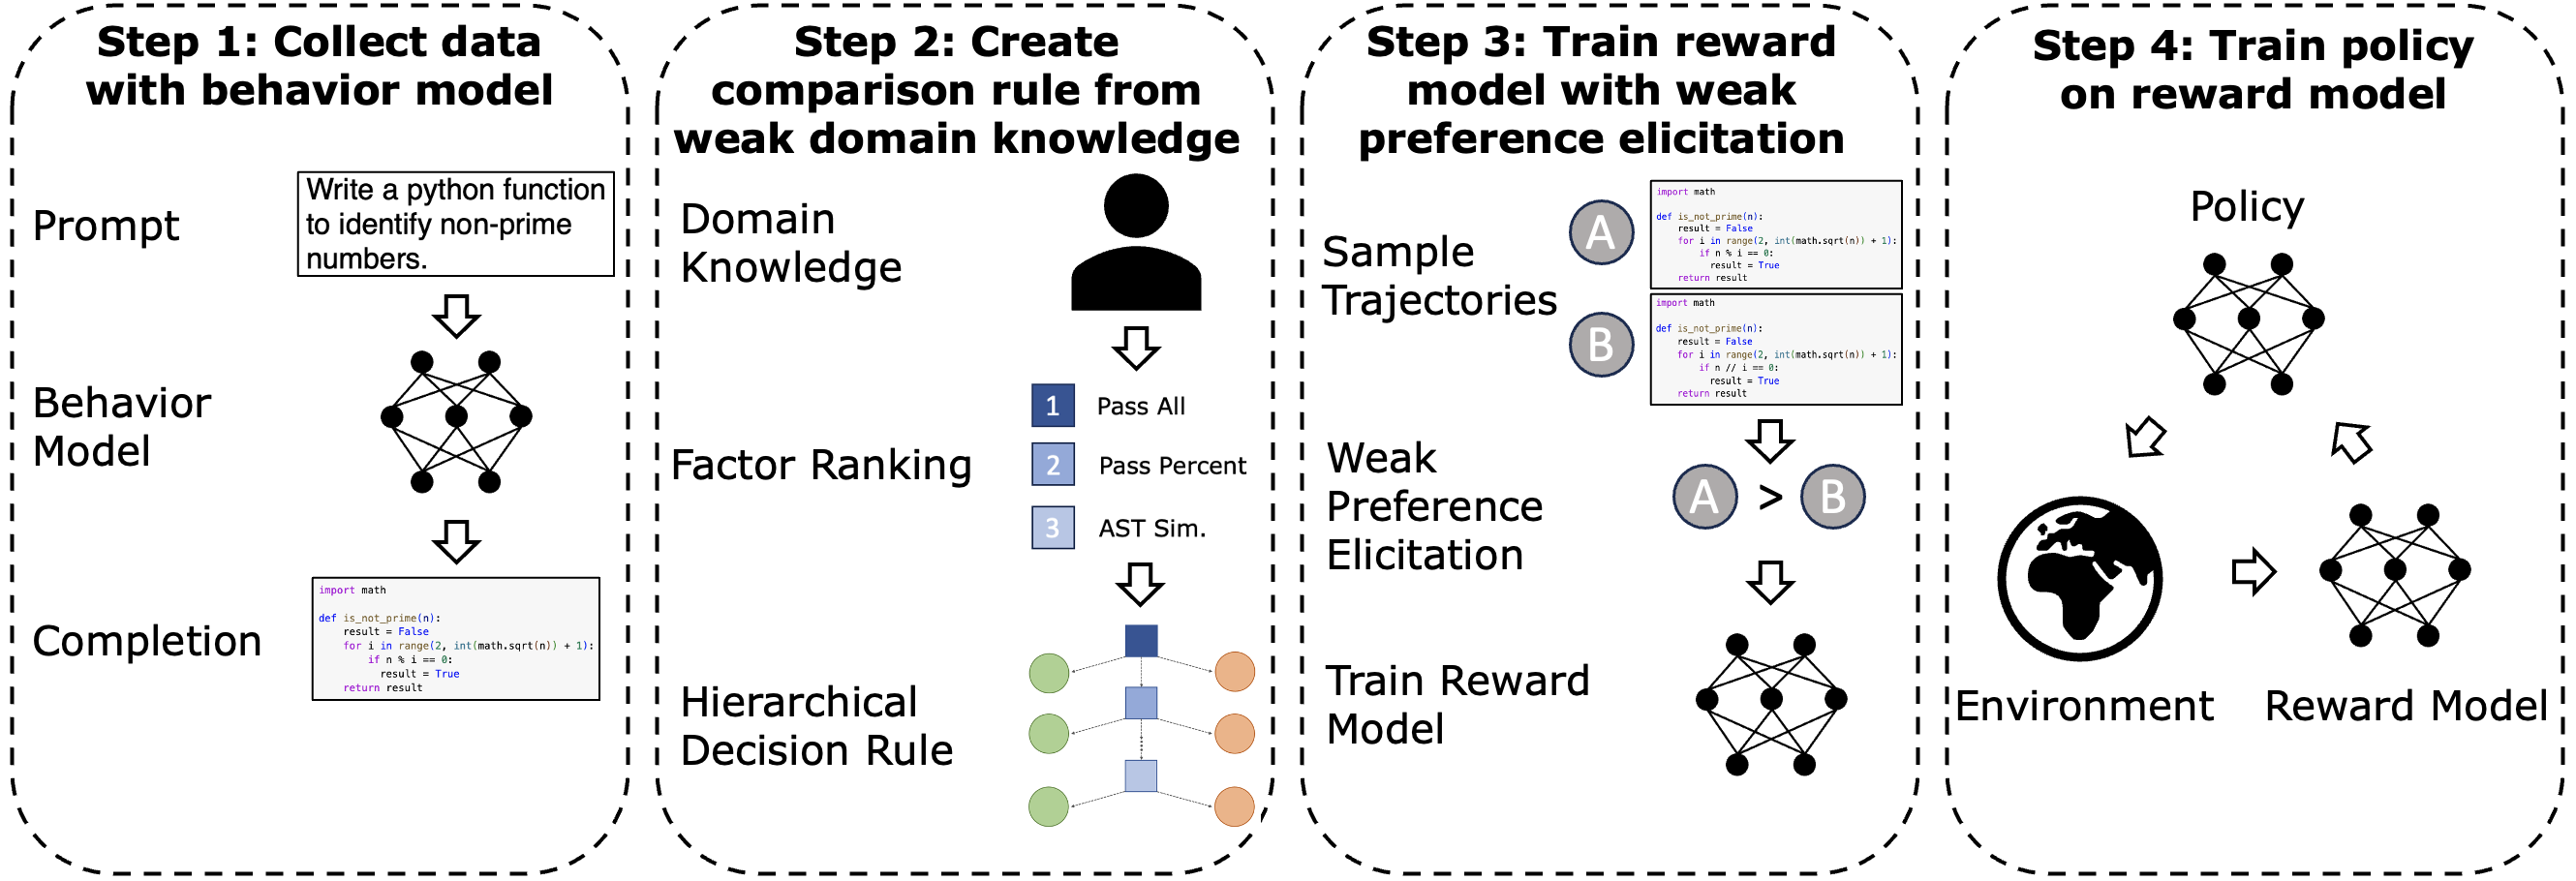 Step 1: Collect data
with behavior model
Prompt
Write a python function
to identify non-prime
numbers.
Behavior
Model
Completion
import math
def is_not_prime(n):
result = False
for i in range(2, int(math.sqrt(n)) + 1):
if n % i == 0:
result = True
return result
Step 2: Create
comparison rule from
weak domain knowledge
Domain
Knowledge
Factor Ranking
1 Pass All
2 Pass Percent
3 AST Sim.
Hierarchical
Decision Rule
Step 3: Train reward
model with weak
preference elicitation
Sample
Trajectories
A
import math
def is_not_prime(n):
result = False
for i in range(2, int(math.sqrt(n)) + 1):
if n % i == 0:
result = True
return result
B
import math
def is_not_prime(n):
result = False
for i in range(2, int(math.sqrt(n)) + 1):
if n // i == 0:
result = True
return result
Weak
Preference
Elicitation
A > B
Train Reward
Model
Step 4: Train policy
on reward model
Policy
Environment
Reward Model